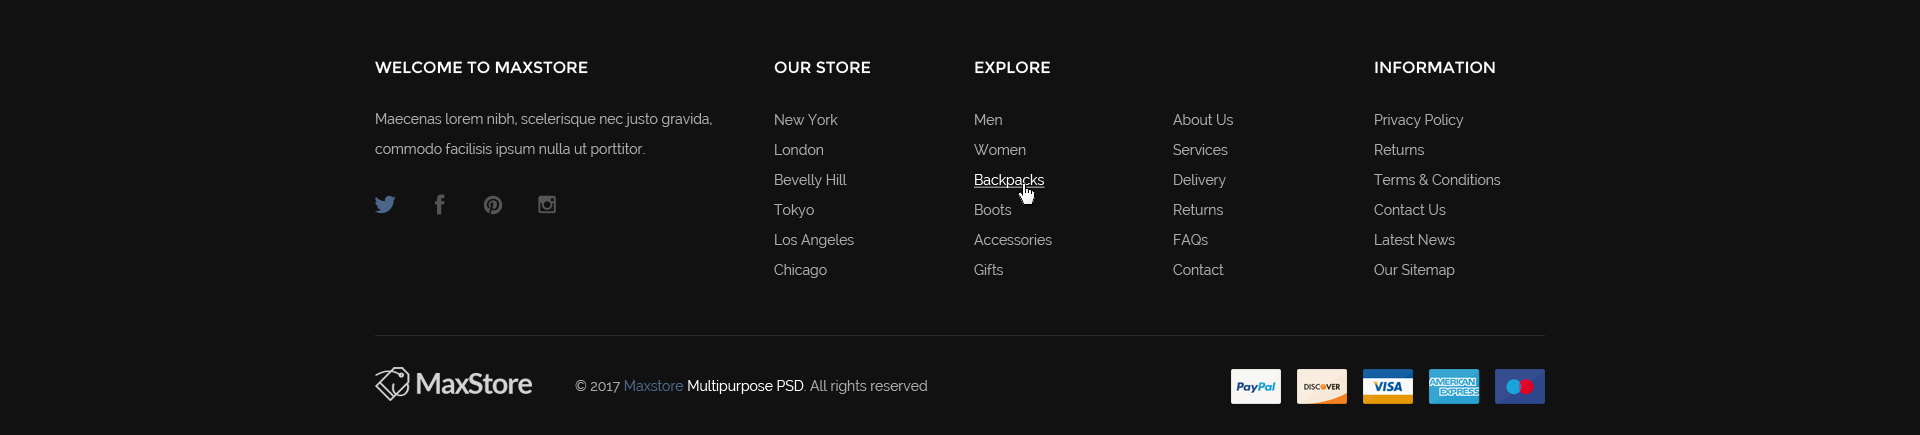 WELCOME TO MAXSTORE
Maecenas lorem nibh, scelerisque nec justo gravida,
commodo facilisis ipsum nulla ut porttitor.
OUR STORE
New York
London
Bevelly Hill
Tokyo
Los Angeles
Chicago
EXPLORE
Men
Women
Backpacks
Boots
Accessories
Gifts
About Us
Services
Delivery
Returns
FAQs
Contact
INFORMATION
Privacy Policy
Returns
Terms & Conditions
Contact Us
Latest News
Our Sitemap
MaxStore
© 2017 Maxstore Multipurpose PSD. All rights reserved
PayPal
DISCOVER
VISA
AMERICAN
EXPRESS